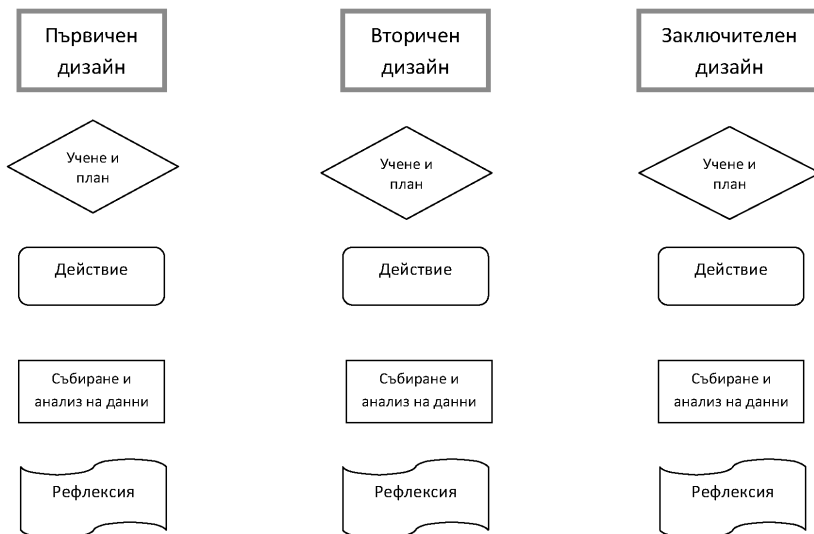 Първичен
дизайн
Вторичен
дизайн
Заключителен
дизайн
Учене и
план
Учене и
план
Учене и
план
Действие
Действие
Действие
Събиране и
анализ на данни
Събиране и
анализ на данни
Събиране и
анализ на данни
Рефлексия
Рефлексия
Рефлексия